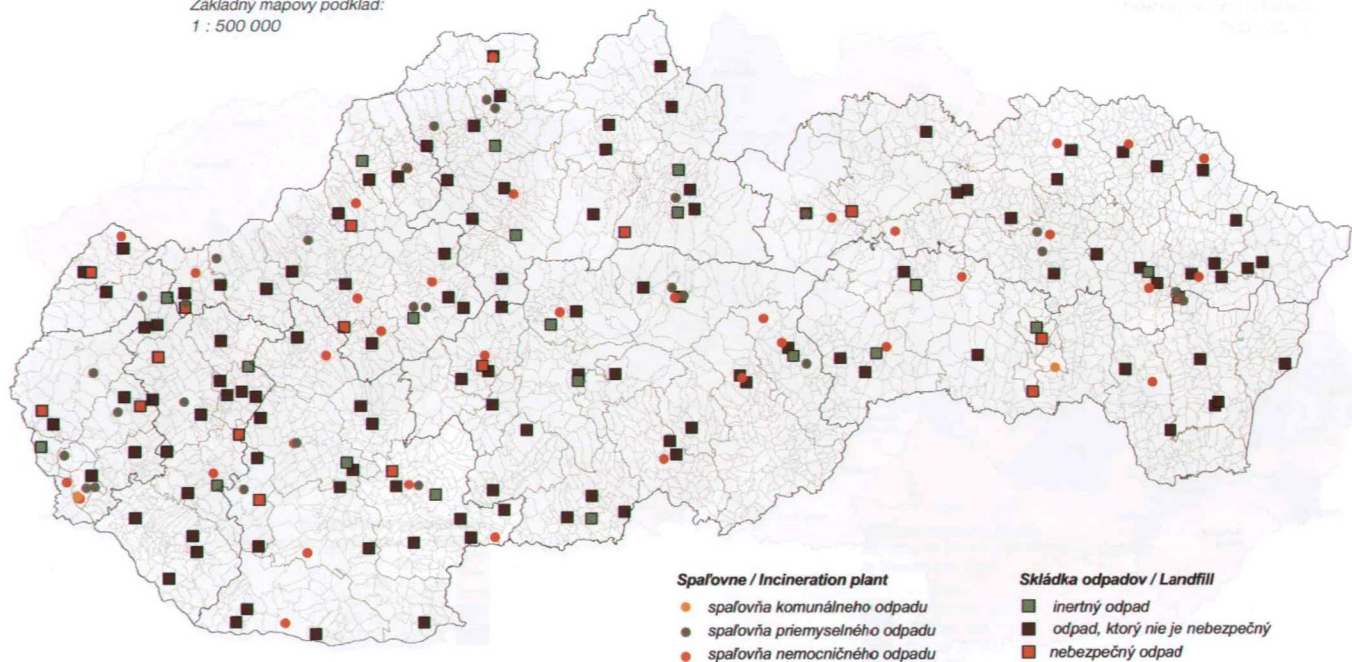 Základný mapový podklad:
1 : 500 000
Spaľovne / Incineration plant
spaľovňa komunálneho odpadu
spaľovňa priemyselného odpadu
spaľovňa nemocničného odpadu
Skládka odpadov / Landfill
inertný odpad
odpad, ktorý nie je nebezpečný
nebezpečný odpad